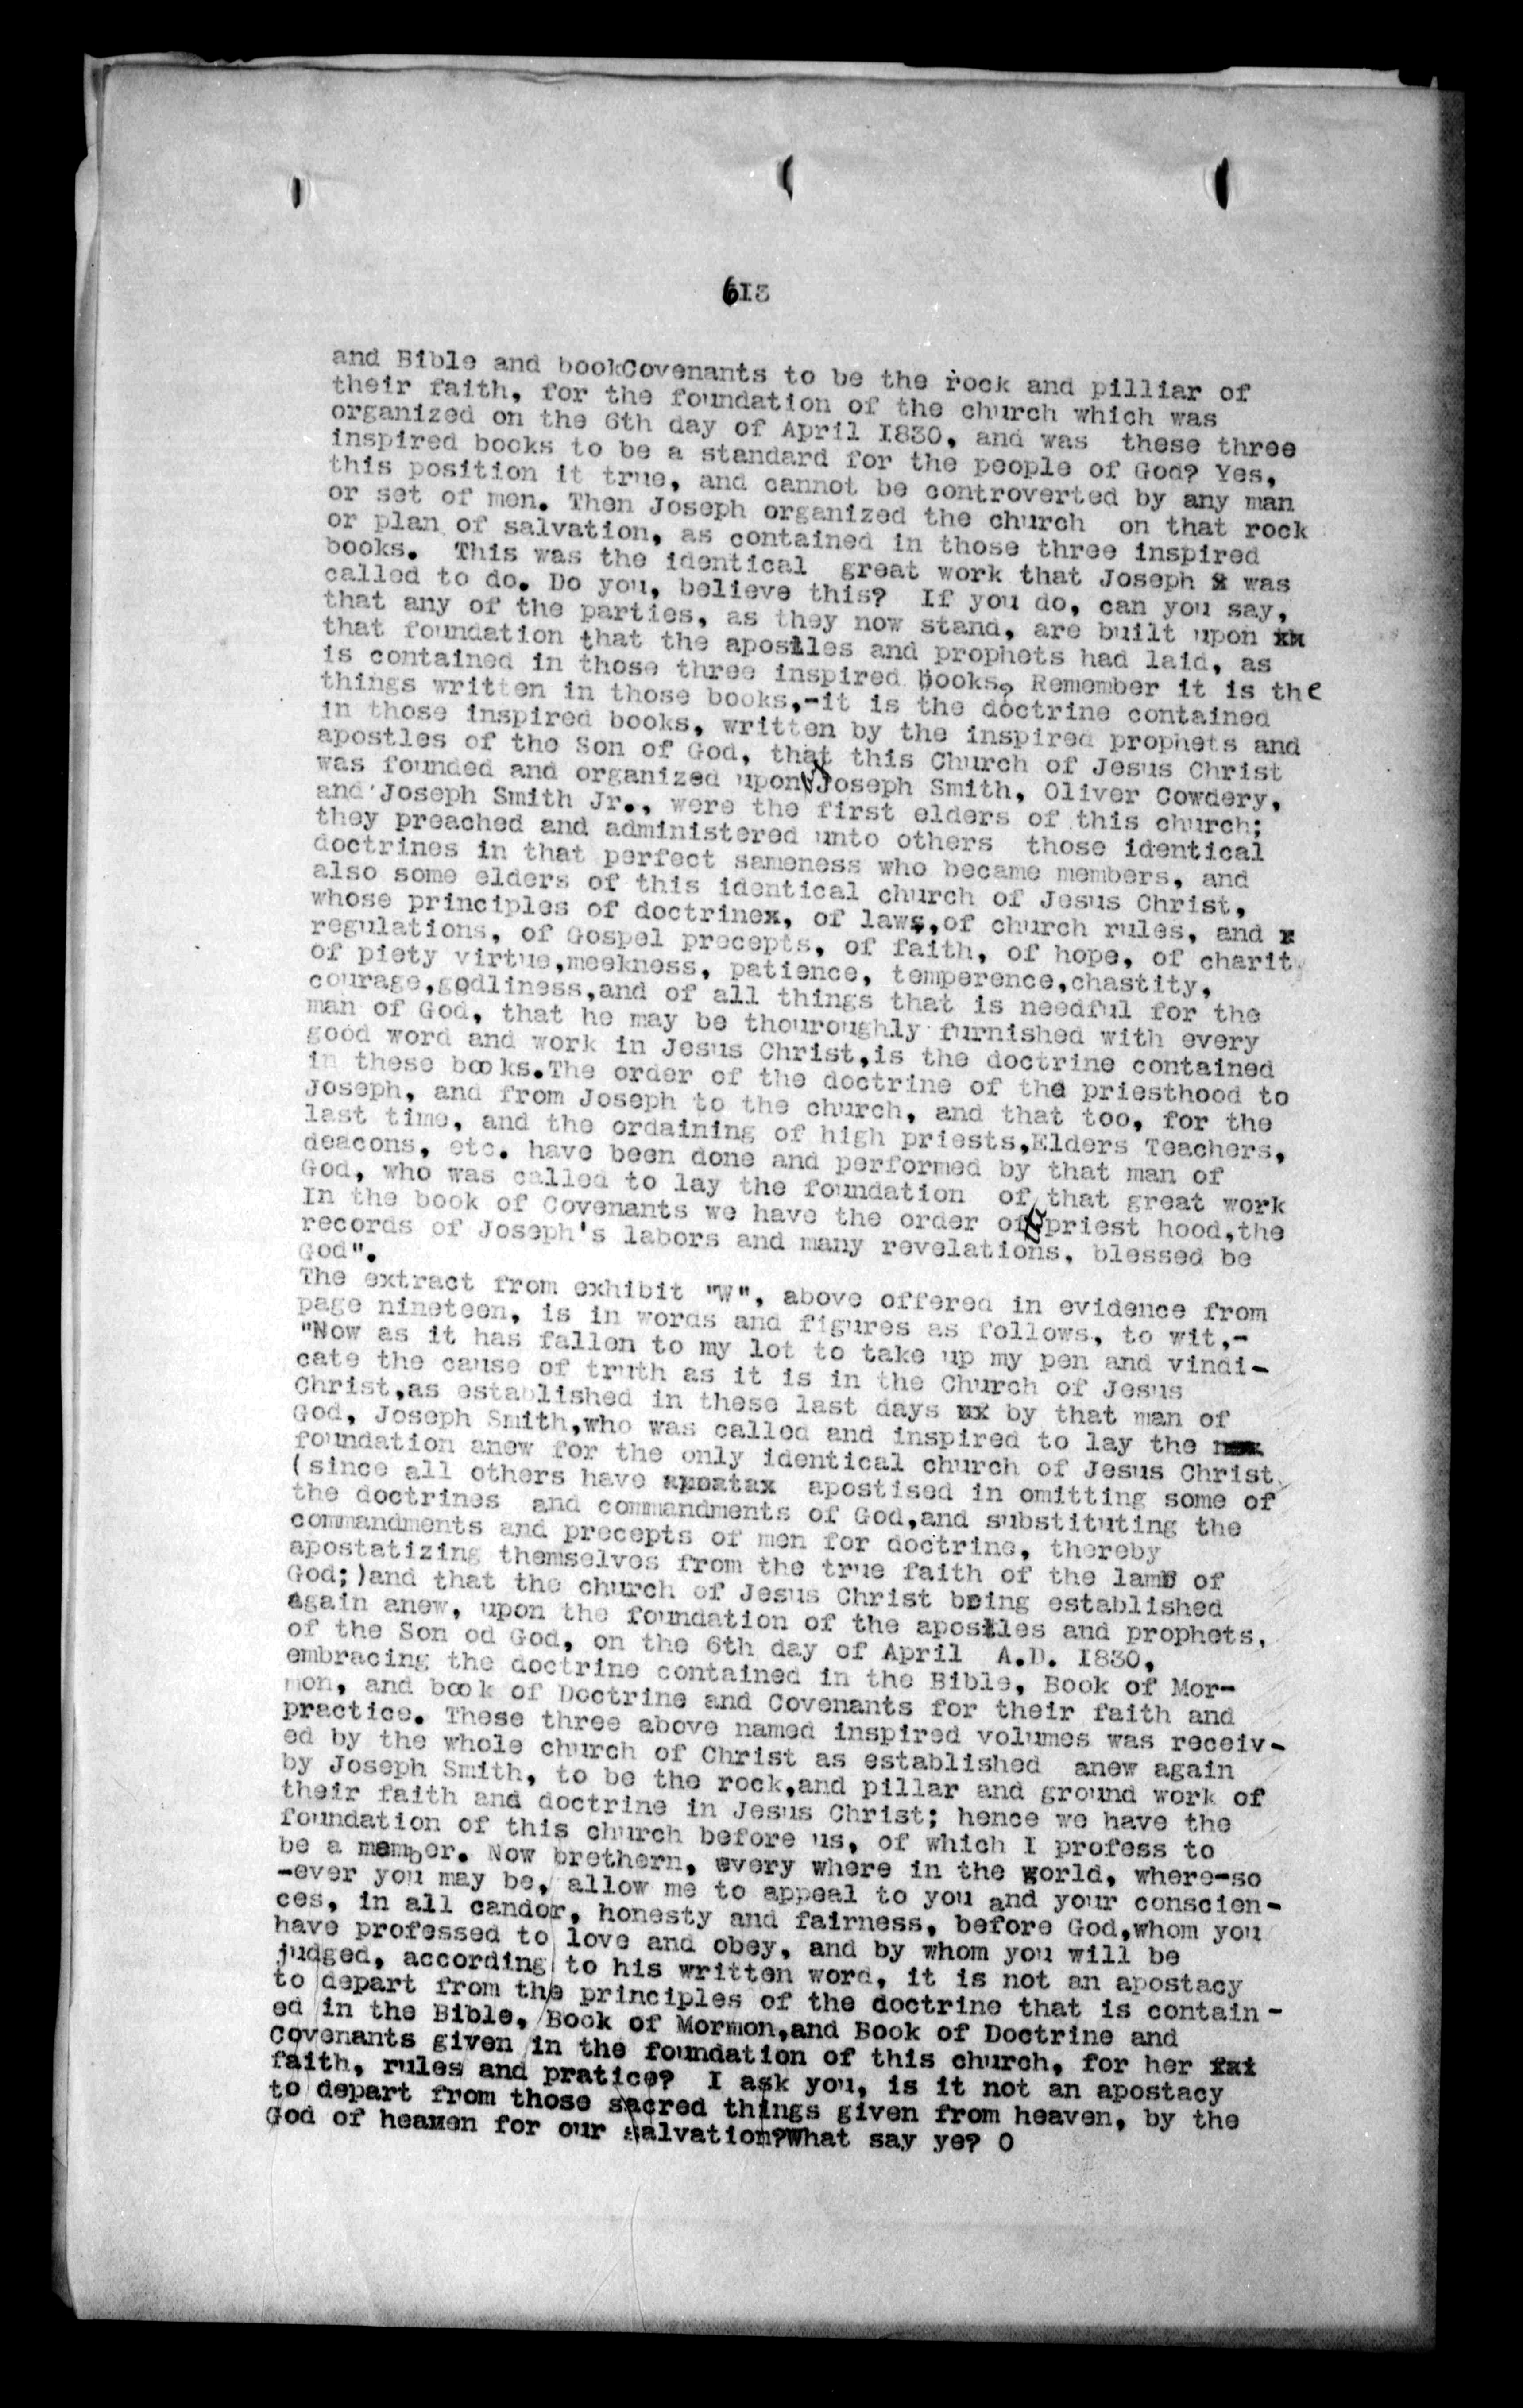 613
and Bible and bookCovenants to be the rock and pilliar of
their faith, for the foundation of the church which was
organized on the 6th day of April I830, and was these three
inspired books to be a standard for the people of God? Yes,
this position it true, and cannot be controverted by any man
or set of men. Then Joseph organized the church on that rock
or plan of salvation, as contained in those three inspired
books. This was the identical great work that Joseph x was
called to do. Do you, believe this? If you do, can you say,
that any of the parties, as they now stand, are built upon xx
that foundation that the apostles and prophets had laid, as
is contained in those three inspired books? Remember it is the
things written in those books,-it is the doctrine contained
in those inspired books, written by the inspired prophets and
apostles of the Son of God, that this Church of Jesus Christ
was founded and organized upon Joseph Smith, Oliver Cowdery,
and Joseph Smith Jr., were the first elders of this church;
they preached and administered unto others those identical
doctrines in that perfect sameness who became members, and
also some elders of this identical church of Jesus Christ,
whose principles of doctrinex, of laws,of church rules, and r
regulations, of Gospel precepts, of faith, of hope, of charity
of piety virtue,meekness, patience, temperence,chastity,
courage,godliness,and of all things that is needful for the
man of God, that he may be thouroughly furnished with every
good word and work in Jesus Christ,is the doctrine contained
in these books.The order of the doctrine of the priesthood to
Joseph, and from Joseph to the church, and that too, for the
last time, and the ordaining of high priests,Elders Teachers,
deacons, etc. have been done and performed by that man of
God, who was called to lay the foundation of that great work
In the book of Covenants we have the order of the priest hood,the
records of Joseph's labors and many revelations, blessed be
God".
The extract from exhibit "W", above offered in evidence from
page nineteen, is in words and figures as follows, to wit,-
"Now as it has fallen to my lot to take up my pen and vindi-
cate the cause of truth as it is in the Church of Jesus
Christ,as established in these last days ux by that man of
God, Joseph Smith,who was called and inspired to lay the
foundation anew for the only identical church of Jesus Christ,
(since all others have apostax apostised in omitting some of
the doctrines and commandments of God,and substituting the
commandments and precepts of men for doctrine, thereby
apostatizing themselves from the true faith of the lamb of
God;)and that the church of Jesus Christ being established
again anew, upon the foundation of the apostles and prophets,
of the Son od God, on the 6th day of April A.D. I830,
embracing the doctrine contained in the Bible, Book of Mor-
mon, and book of Doctrine and Covenants for their faith and
practice. These three above named inspired volumes was receiv-
ed by the whole church of Christ as established anew again
by Joseph Smith, to be the rock,and pillar and ground work of
their faith and doctrine in Jesus Christ; hence we have the
foundation of this church before us, of which I profess to
be a member. Now brethern, every where in the world, where-so
-ever you may be, allow me to appeal to you and your conscien-
ces, in all candor, honesty and fairness, before God,whom you
have professed to love and obey, and by whom you will be
judged, according to his written word, it is not an apostacy
to depart from the principles of the doctrine that is contain-
ed in the Bible, Book of Mormon,and Book of Doctrine and
Covenants given in the foundation of this church, for her fai
faith, rules and pratice? I ask you, is it not an apostacy
to depart from those sacred things given from heaven, by the
God of heaven for our salvation?What say ye? O